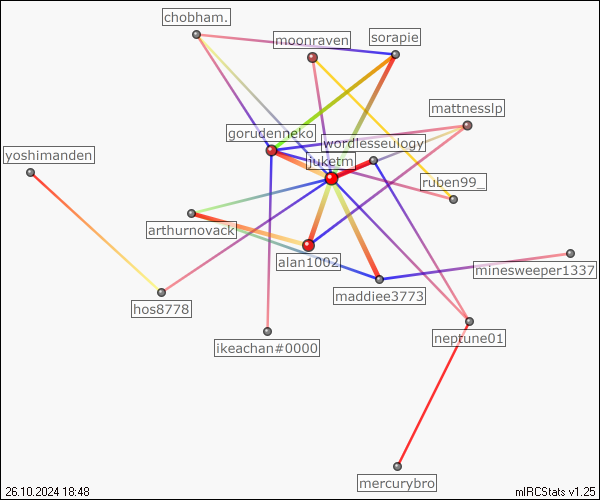 chobham.
moonraven
sorapie
mattnesslp
gorudenneko
wordlesseulogy
yoshimanden
juketm
ruben99_
arthurnovack
alan1002
minesweeper1337
maddiee3773
hos8778
neptune01
ikeachan#0000
mercurybro
26.10.2024 18:48
mIRCStats v1.25